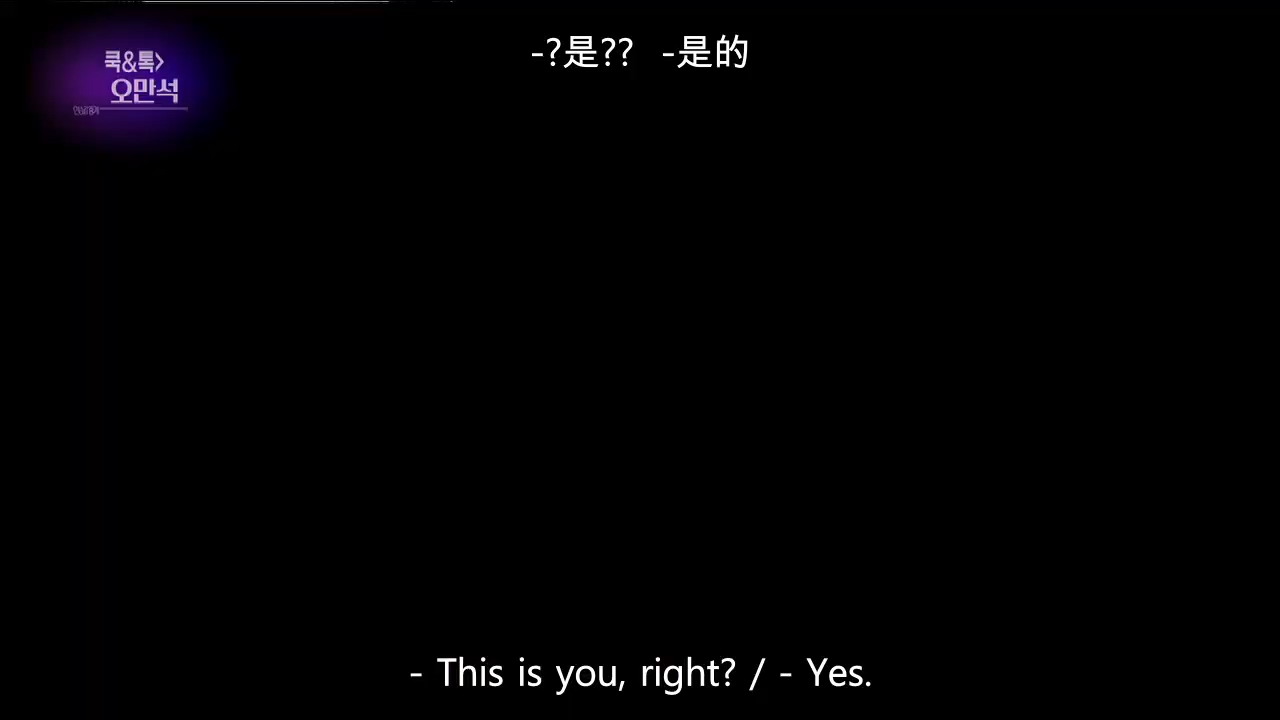 -?是?? -是的
쿡&톡>
오만석
- This is you, right? / - Yes.